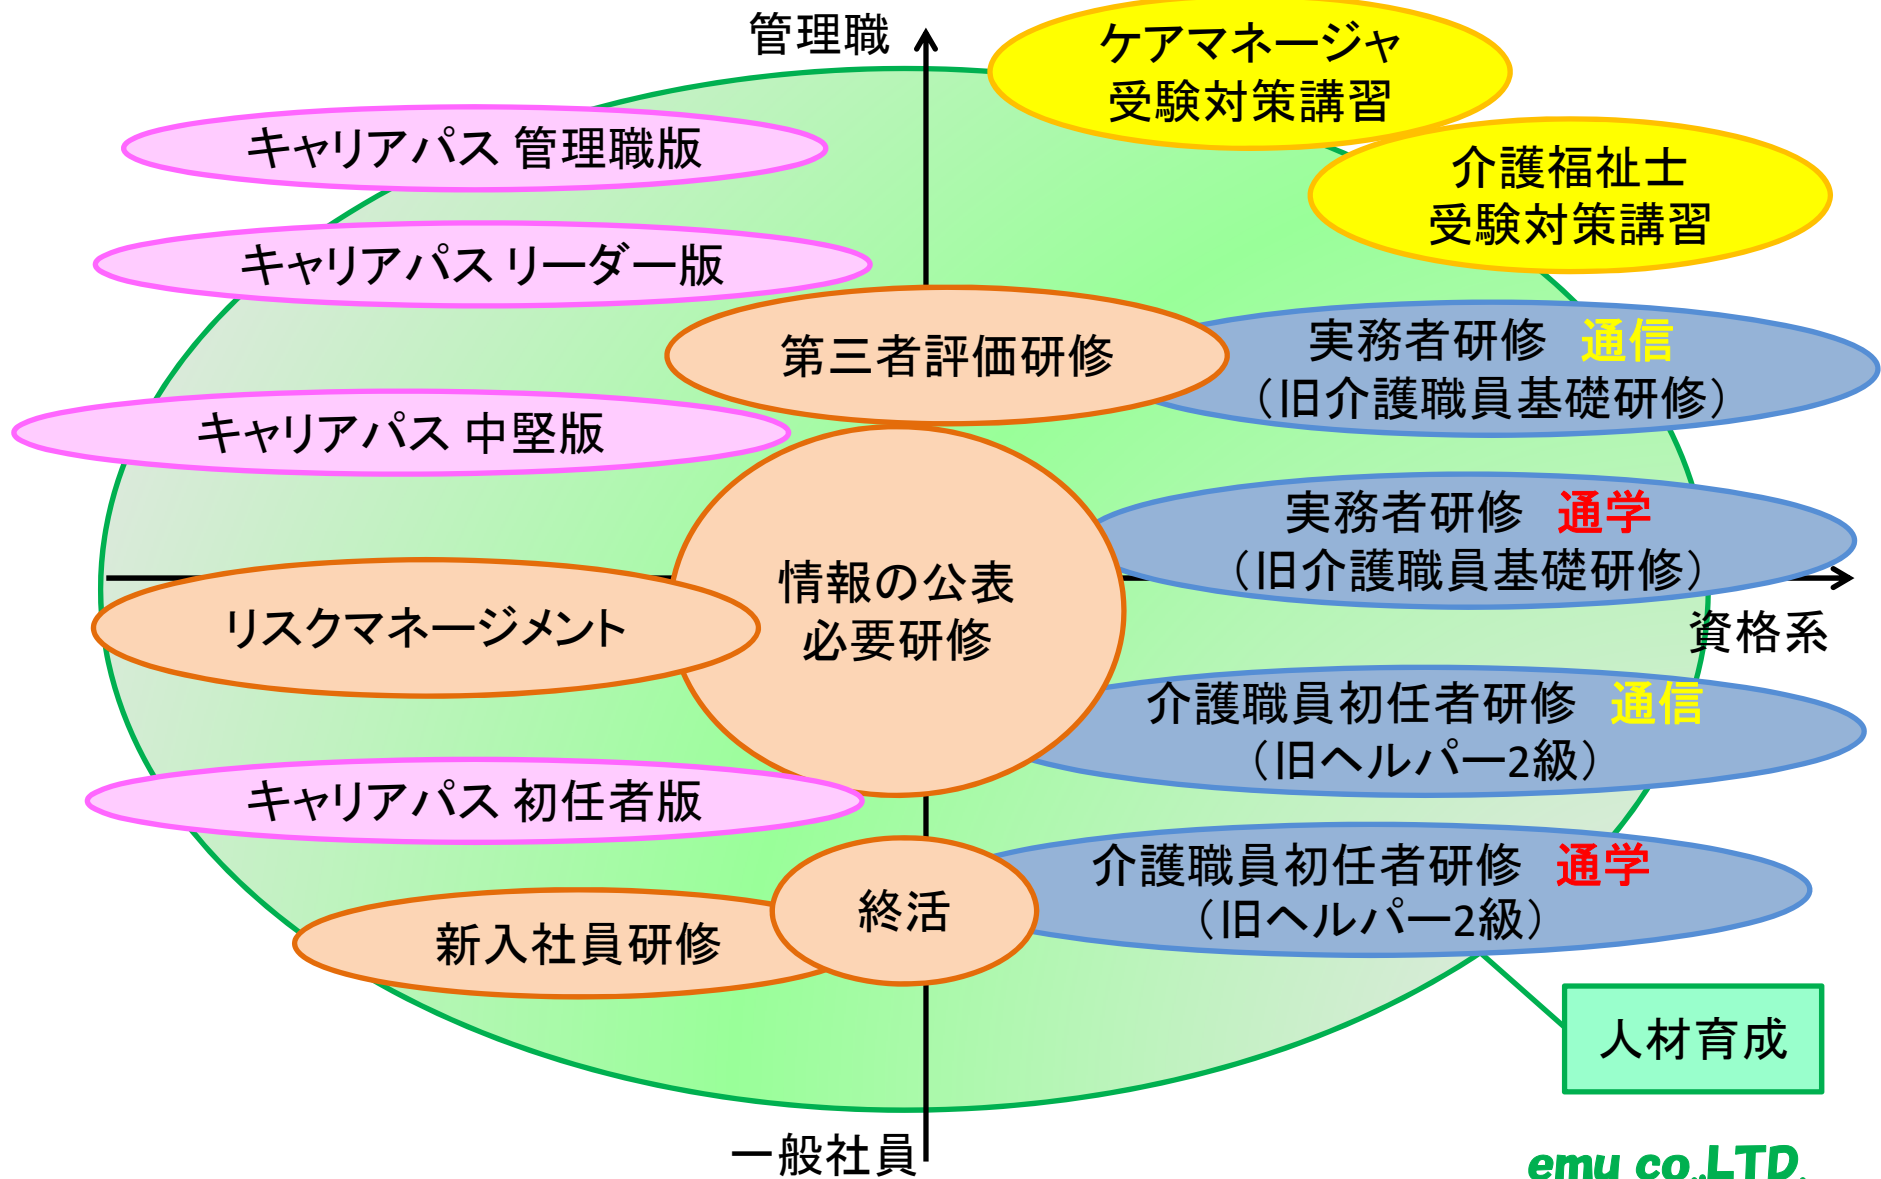 管理職
ケアマネージャ
受験対策講習
キャリアパス 管理職版
介護福祉士
受験対策講習
キャリアパス リーダー版
第三者評価研修
実務者研修　通信
（旧介護職員基礎研修）
キャリアパス 中堅版
実務者研修　通学
（旧介護職員基礎研修）
情報の公表
必要研修
リスクマネージメント
資格系
介護職員初任者研修　通信
（旧ヘルパー2級）
キャリアパス 初任者版
介護職員初任者研修　通学
（旧ヘルパー2級）
終活
新入社員研修
人材育成
一般社員
emu co.,LTD.